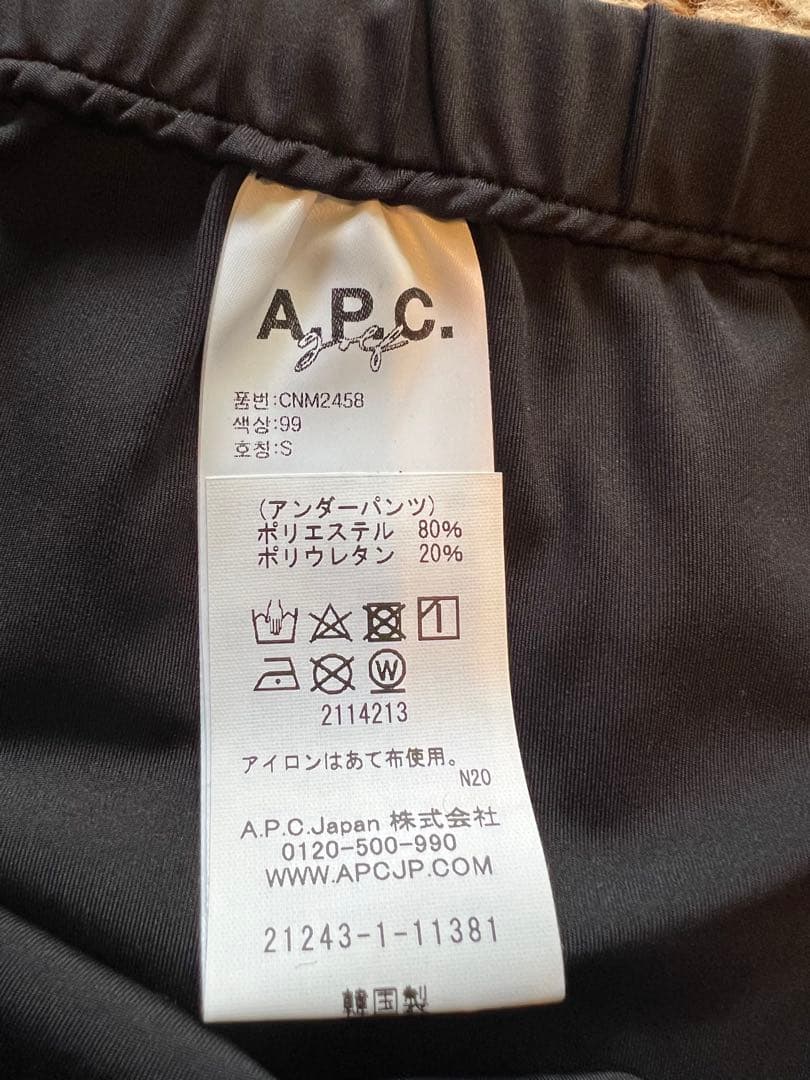 A.P.C.
golf
품번:CNM2458
색상:99
호칭:S
(アンダーパンツ)
ポリエステル 80%
ポリウレタン 20%
W
2114213
アイロンはあて布使用。
N20
A.P.C.Japan 株式会社
0120-500-990
WWW.APCJP.COM
21243-1-11381
韓国製